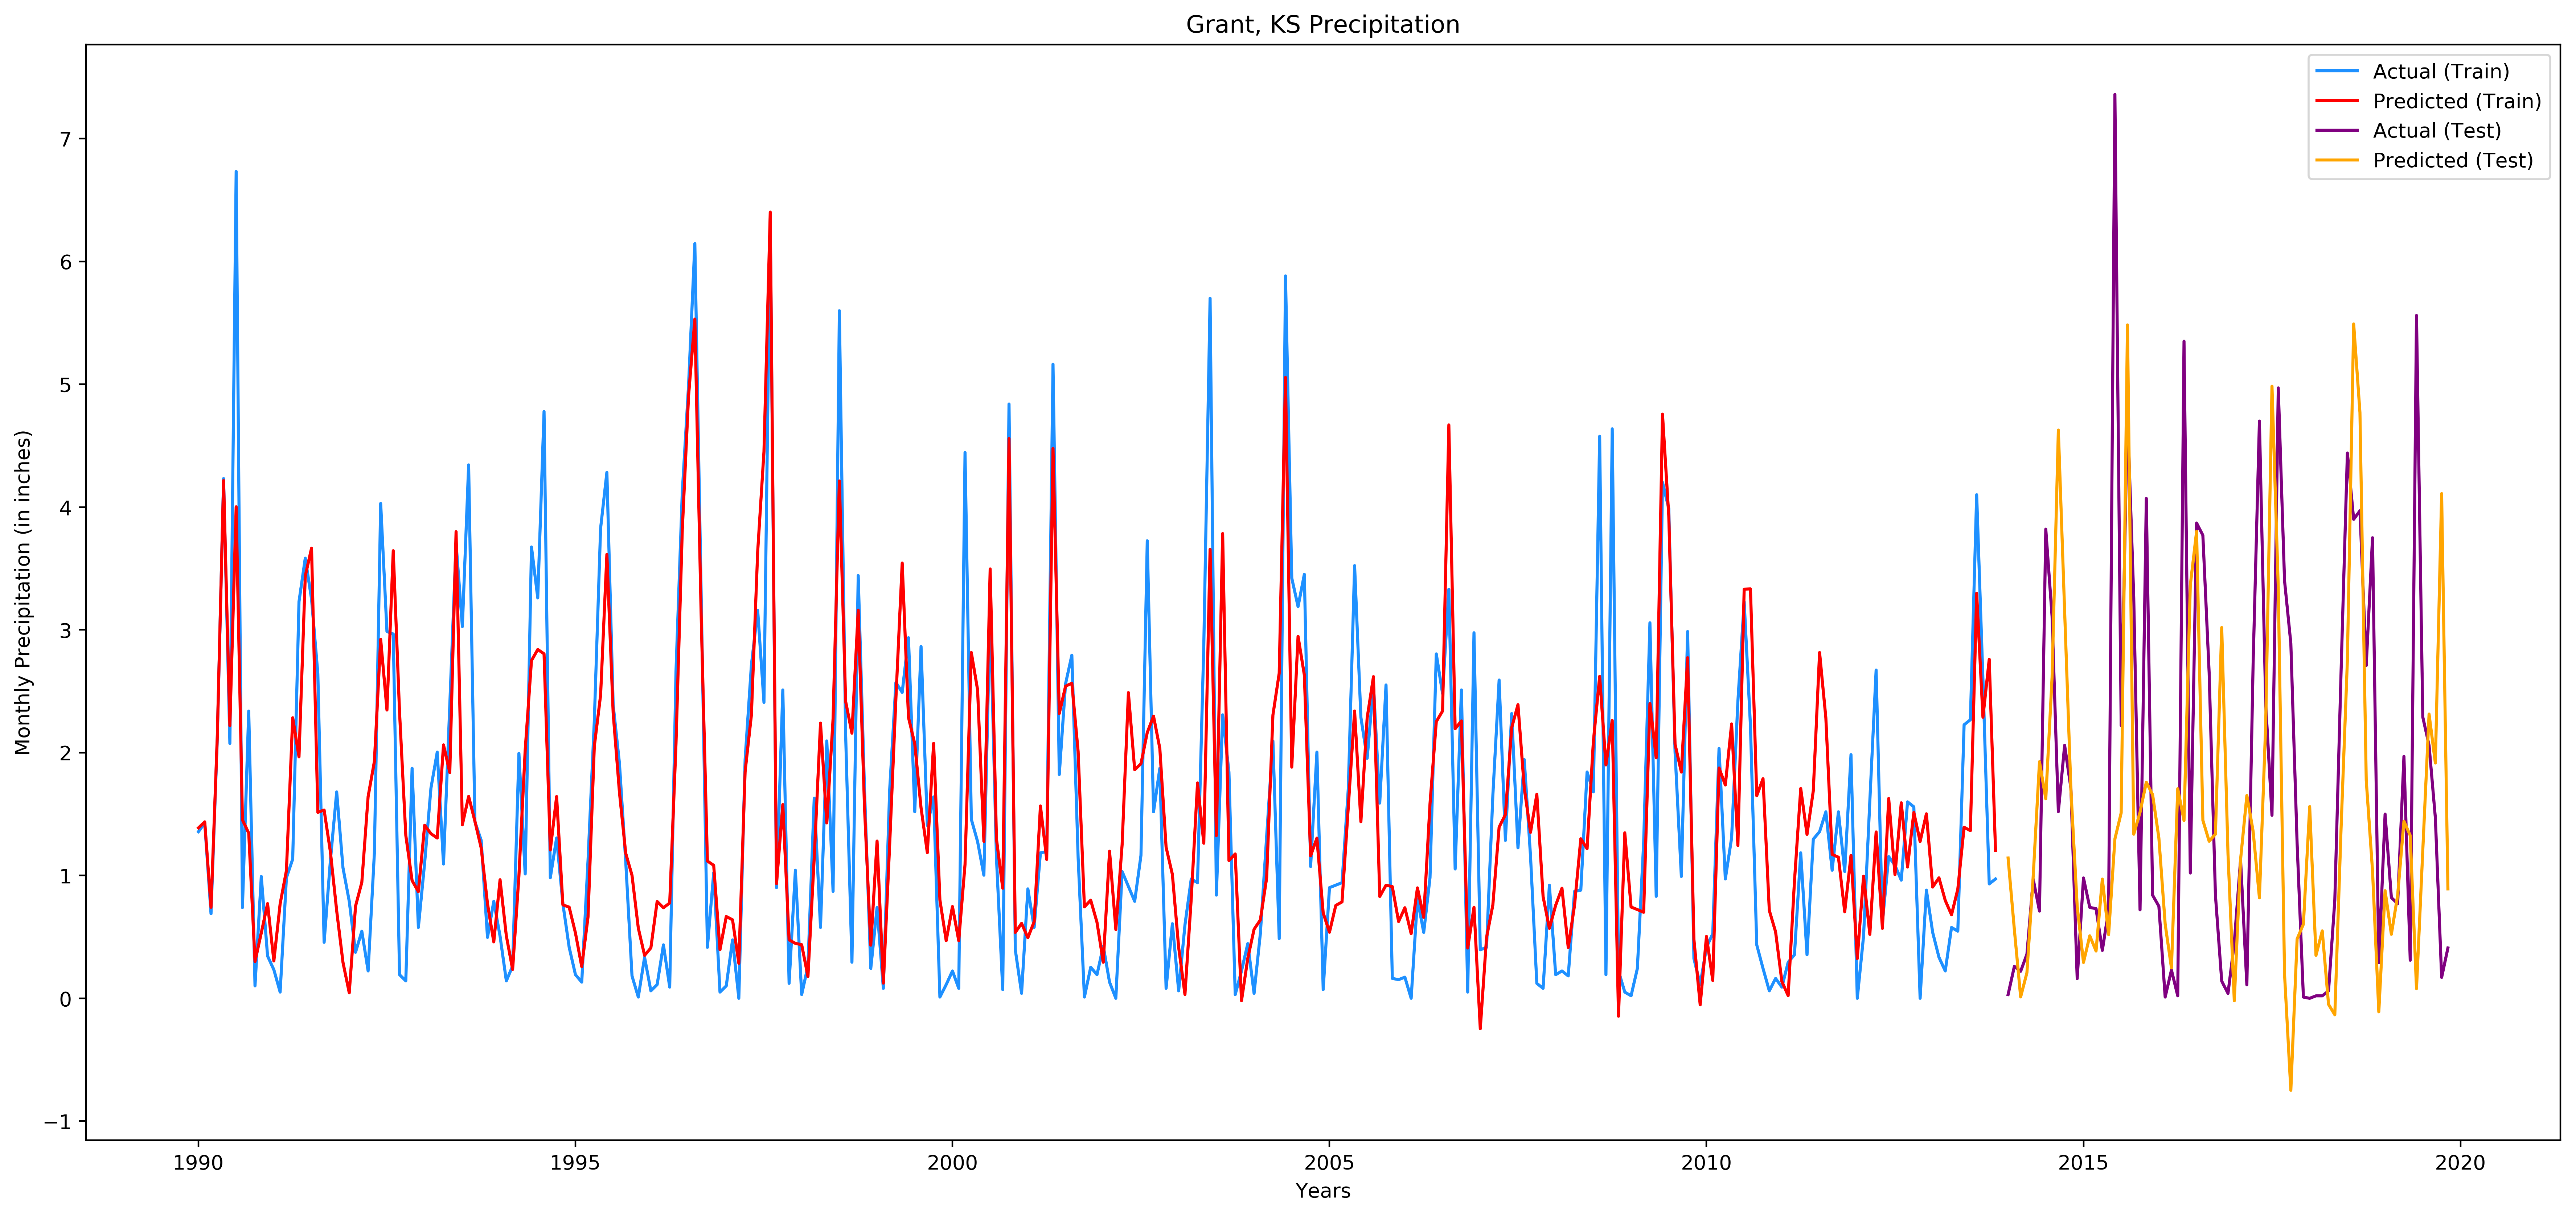 Grant, KS Precipitation
Actual (Train)
Predicted (Train)
Actual (Test)
Predicted (Test)
Monthly Precipitation (in inches)
7
6
5
4
3
2
1
0
−1
1990 1995 2000 2005 2010 2015 2020
Years